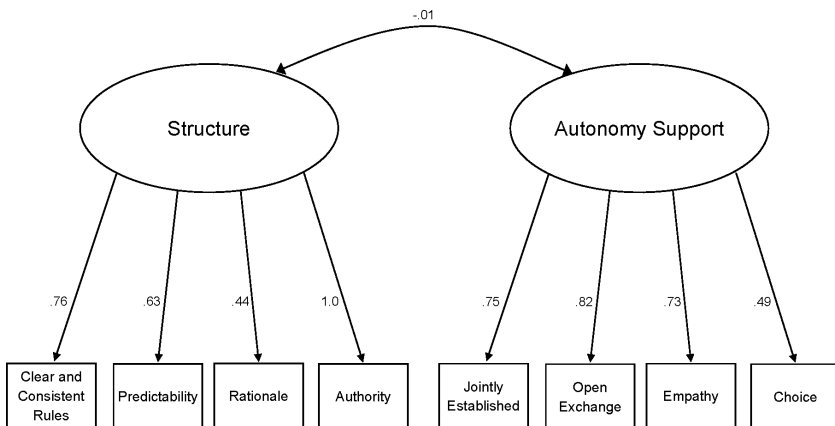 -.01
Structure
Autonomy Support
.76
.63
.44
1.0
.75
.82
.73
.49
Clear and
Consistent
Rules
Predictability
Rationale
Authority
Jointly
Established
Open
Exchange
Empathy
Choice